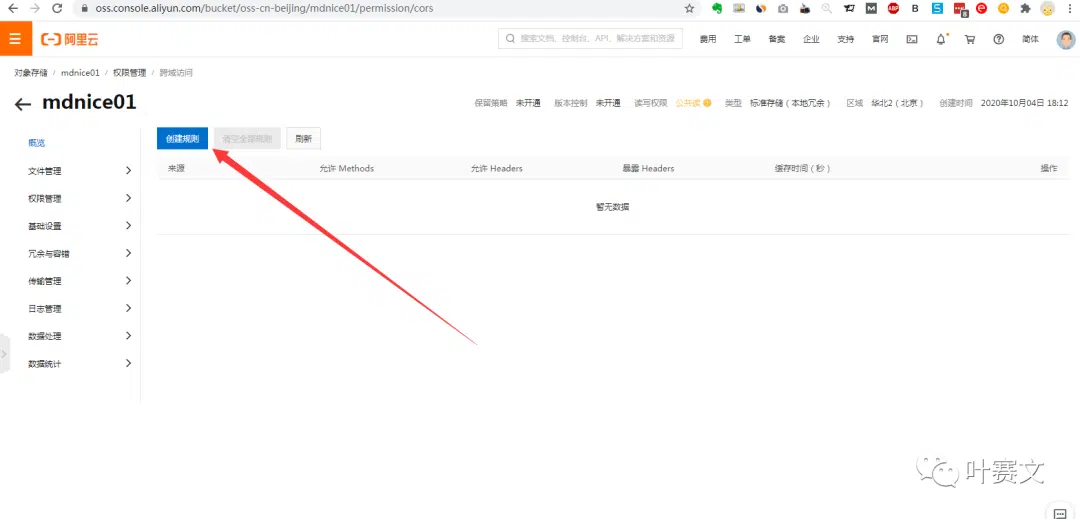 oss.console.aliyun.com/bucket/oss-cn-beijing/mdnice01/permission/cors
阿里云
搜索文档、控制台、API、解决方案和资源 费用 工单 备案 企业 支持 官网 简体
对象存储 / mdnice01 / 权限管理 / 跨域访问
mdnice01
保留策略 未开通 版本控制 未开通 读写权限 公共读 类型 标准存储（本地冗余） 区域 华北2（北京） 创建时间 2020年10月04日 18:12
概览
创建规则 清空全部规则 刷新
来源 允许 Methods 允许 Headers 暴露 Headers 缓存时间（秒） 操作
暂无数据
文件管理
权限管理
基础设置
冗余与容错
传输管理
日志管理
数据处理
数据统计
叶赛文